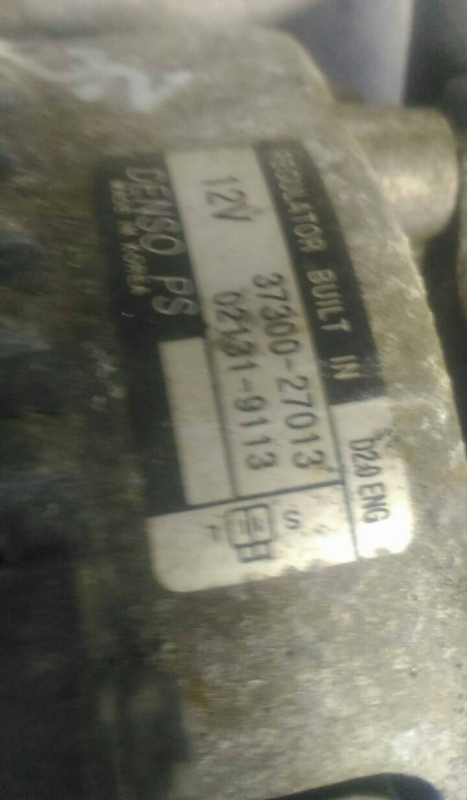 REGULATOR BUILT IN
D2.0 ENG
12V
37300-27013
02131-9113
S
L
DENSO PS
MADE IN KOREA